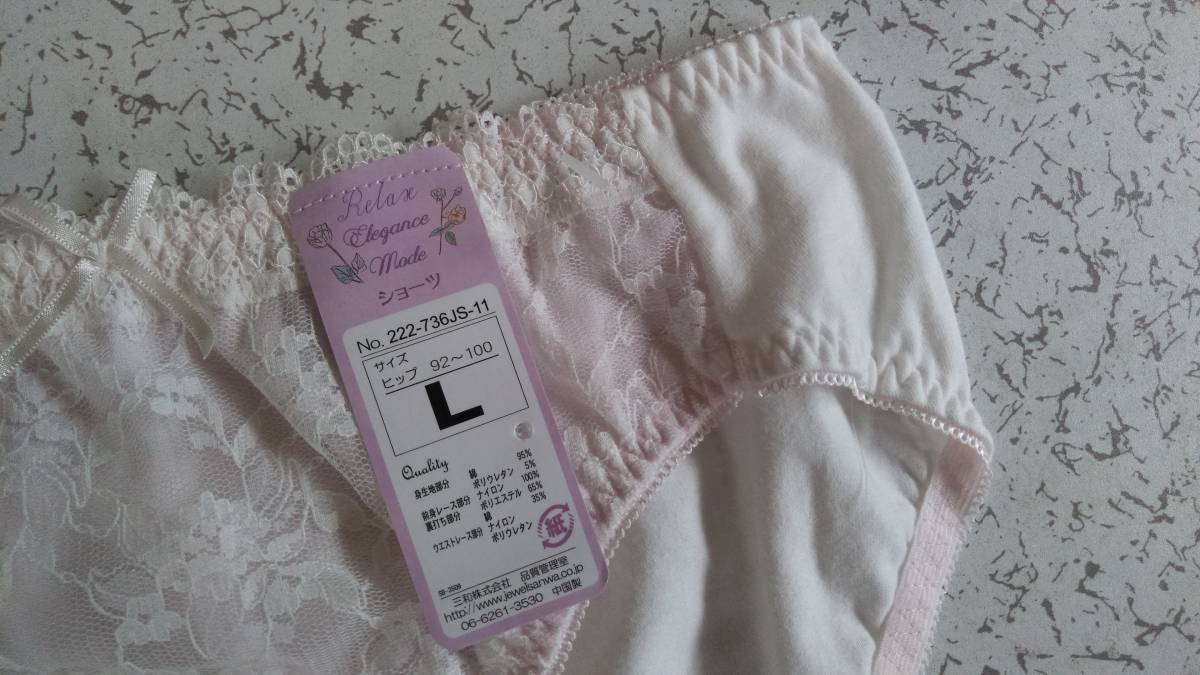 Relax
Elegance
Mode
ショーツ
No. 222-736JS-11
サイズ
ヒップ 92～100
L
Quality
身生地部分 綿 95%
ポリウレタン 5%
前身レース部分 ナイロン 100%
裏打ち部分 ポリエステル 65%
綿 35%
ウエストレース部分 ナイロン
ポリウレタン
紙
三和株式会社 品質管理室
http://www.jewelsanwa.co.jp
06-6261-3530 中国製